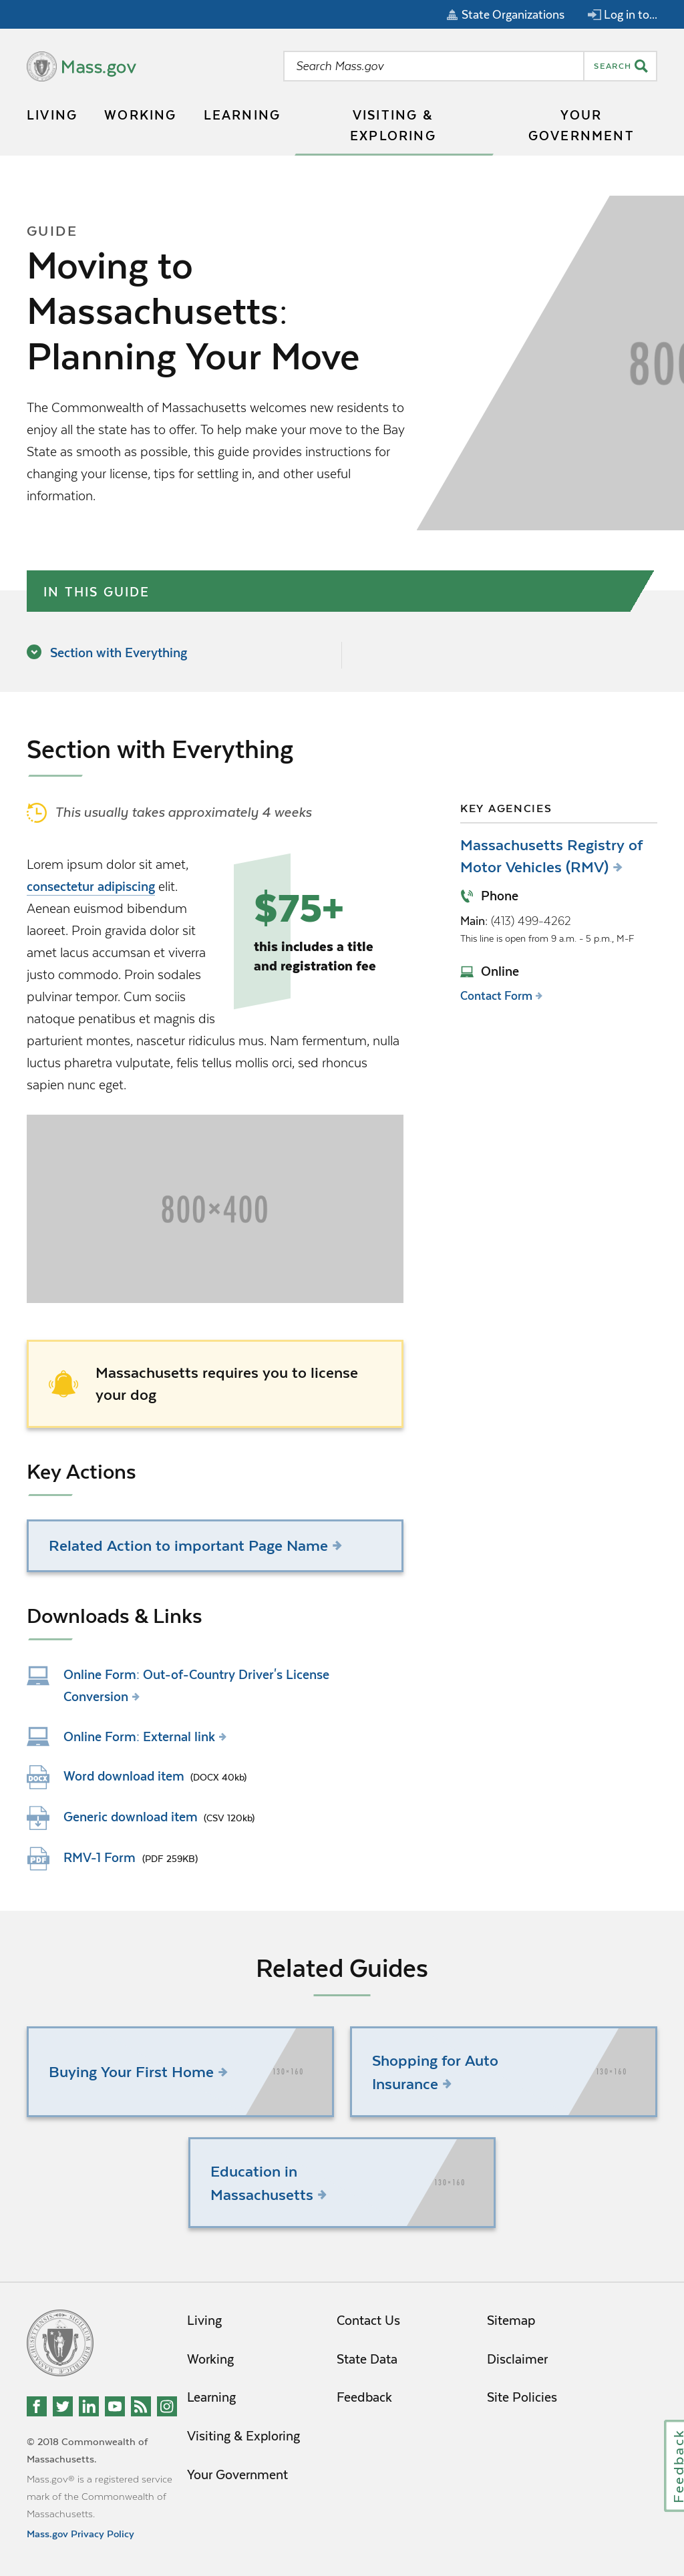 State Organizations
Log in to...
Mass.gov
Search Mass.gov
SEARCH
LIVING
WORKING
LEARNING
VISITING &
EXPLORING
YOUR
GOVERNMENT
GUIDE
Moving to
Massachusetts:
Planning Your Move
The Commonwealth of Massachusetts welcomes new residents to
enjoy all the state has to offer. To help make your move to the Bay
State as smooth as possible, this guide provides instructions for
changing your license, tips for settling in, and other useful
information.
800
IN THIS GUIDE
Section with Everything
Section with Everything
This usually takes approximately 4 weeks
Lorem ipsum dolor sit amet,
consectetur adipiscing elit.
Aenean euismod bibendum
laoreet. Proin gravida dolor sit
amet lacus accumsan et viverra
justo commodo. Proin sodales
pulvinar tempor. Cum sociis
natoque penatibus et magnis dis
parturient montes, nascetur ridiculus mus. Nam fermentum, nulla
luctus pharetra vulputate, felis tellus mollis orci, sed rhoncus
sapien nunc eget.
$75+
this includes a title
and registration fee
800×400
Massachusetts requires you to license
your dog
Key Actions
Related Action to important Page Name
Downloads & Links
Online Form: Out-of-Country Driver's License
Conversion
Online Form: External link
DOCX
Word download item (DOCX 40kb)
Generic download item (CSV 120kb)
PDF
RMV-1 Form (PDF 259KB)
KEY AGENCIES
Massachusetts Registry of
Motor Vehicles (RMV)
Phone
Main: (413) 499-4262
This line is open from 9 a.m. - 5 p.m., M-F
Online
Contact Form
Related Guides
Buying Your First Home
130×160
Shopping for Auto
Insurance
130×160
Education in
Massachusetts
130×160
© 2018 Commonwealth of
Massachusetts.
Mass.gov® is a registered service
mark of the Commonwealth of
Massachusetts.
Mass.gov Privacy Policy
Living
Working
Learning
Visiting & Exploring
Your Government
Contact Us
State Data
Feedback
Sitemap
Disclaimer
Site Policies
Feedback